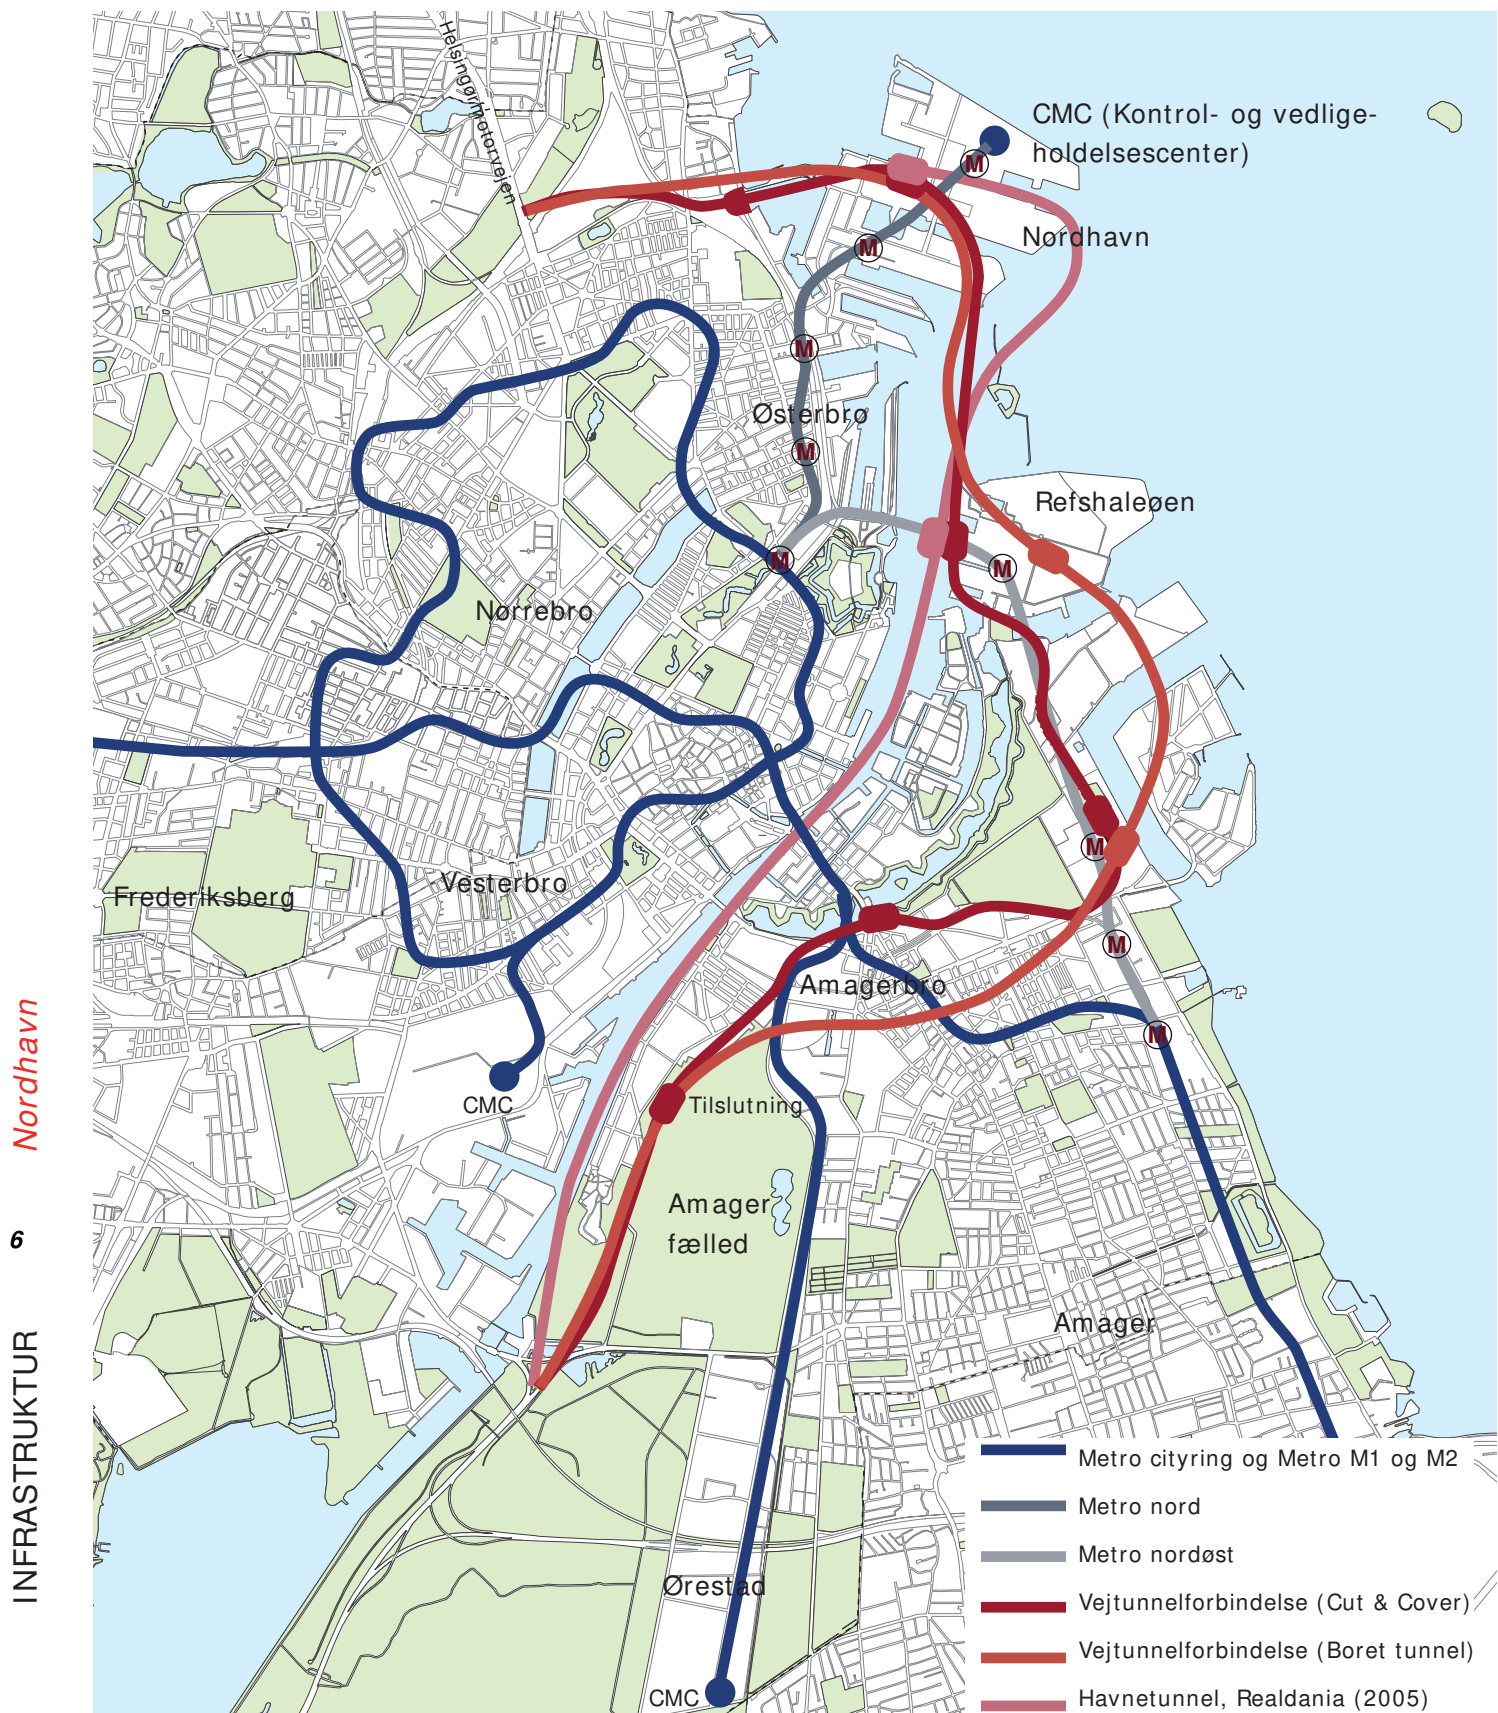 Helsingørmotorvejen
CMC (Kontrol- og vedlige-
holdelsescenter)
M
Nordhavn
M
M
Østerbro
M
Refshaleøen
M
M
Nørrebro
M
Vesterbro
Frederiksberg
M
Amagerbro
M
CMC
Tilslutning
Amager
fælled
Amager
Ørestad
CMC
Metro cityring og Metro M1 og M2
Metro nord
Metro nordøst
Vejtunnelforbindelse (Cut & Cover)
Vejtunnelforbindelse (Boret tunnel)
Havnetunnel, Realdania (2005)
INFRASTRUKTUR 6 Nordhavn